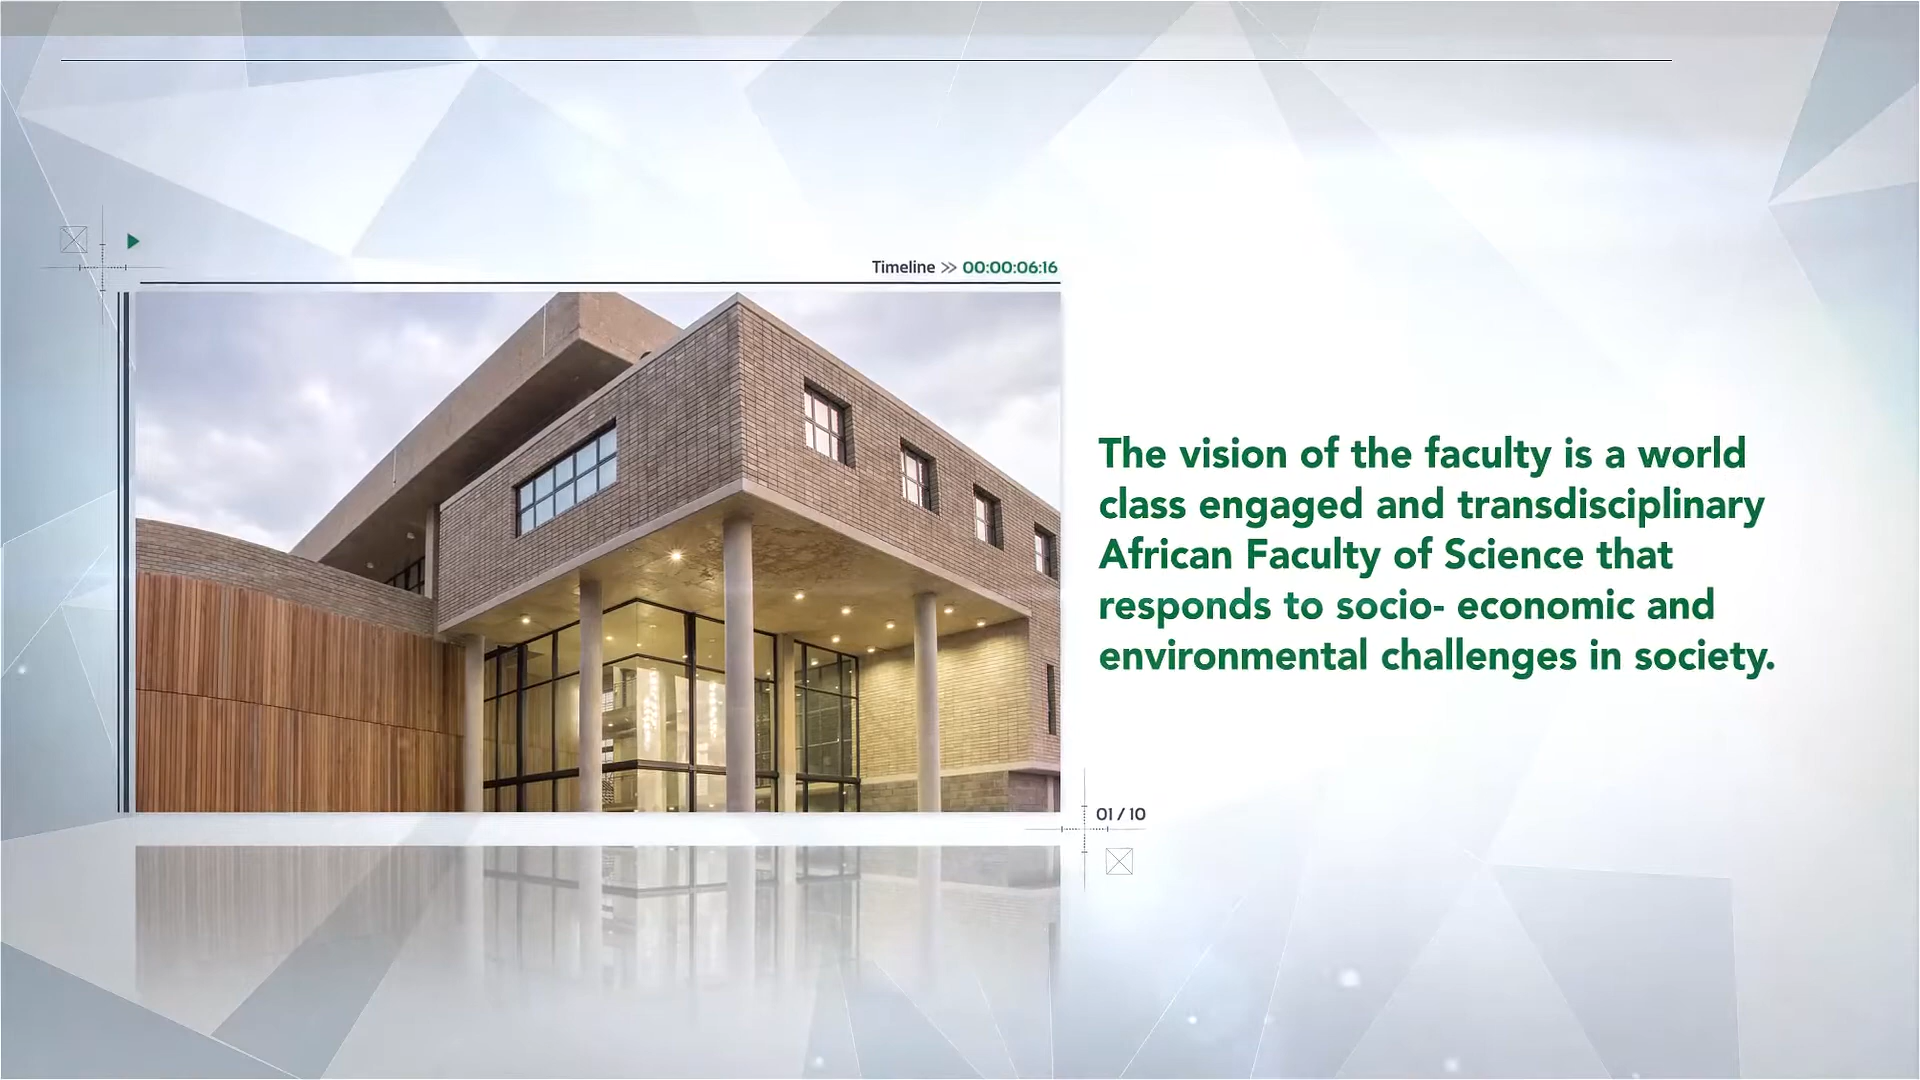 Timeline >> 00:00:06:16
The vision of the faculty is a world
class engaged and transdisciplinary
African Faculty of Science that
responds to socio- economic and
environmental challenges in society.
01 / 10